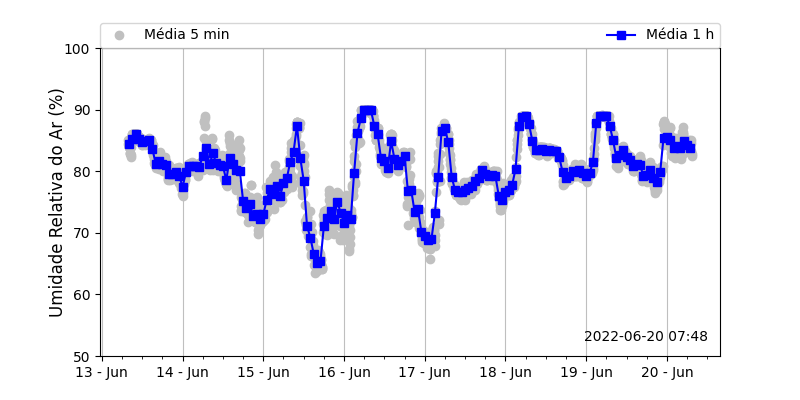 Média 5 min Média 1 h
Umidade Relativa do Ar (%)
100
90
80
70
60
50
2022-06-20 07:48
13 - Jun 14 - Jun 15 - Jun 16 - Jun 17 - Jun 18 - Jun 19 - Jun 20 - Jun